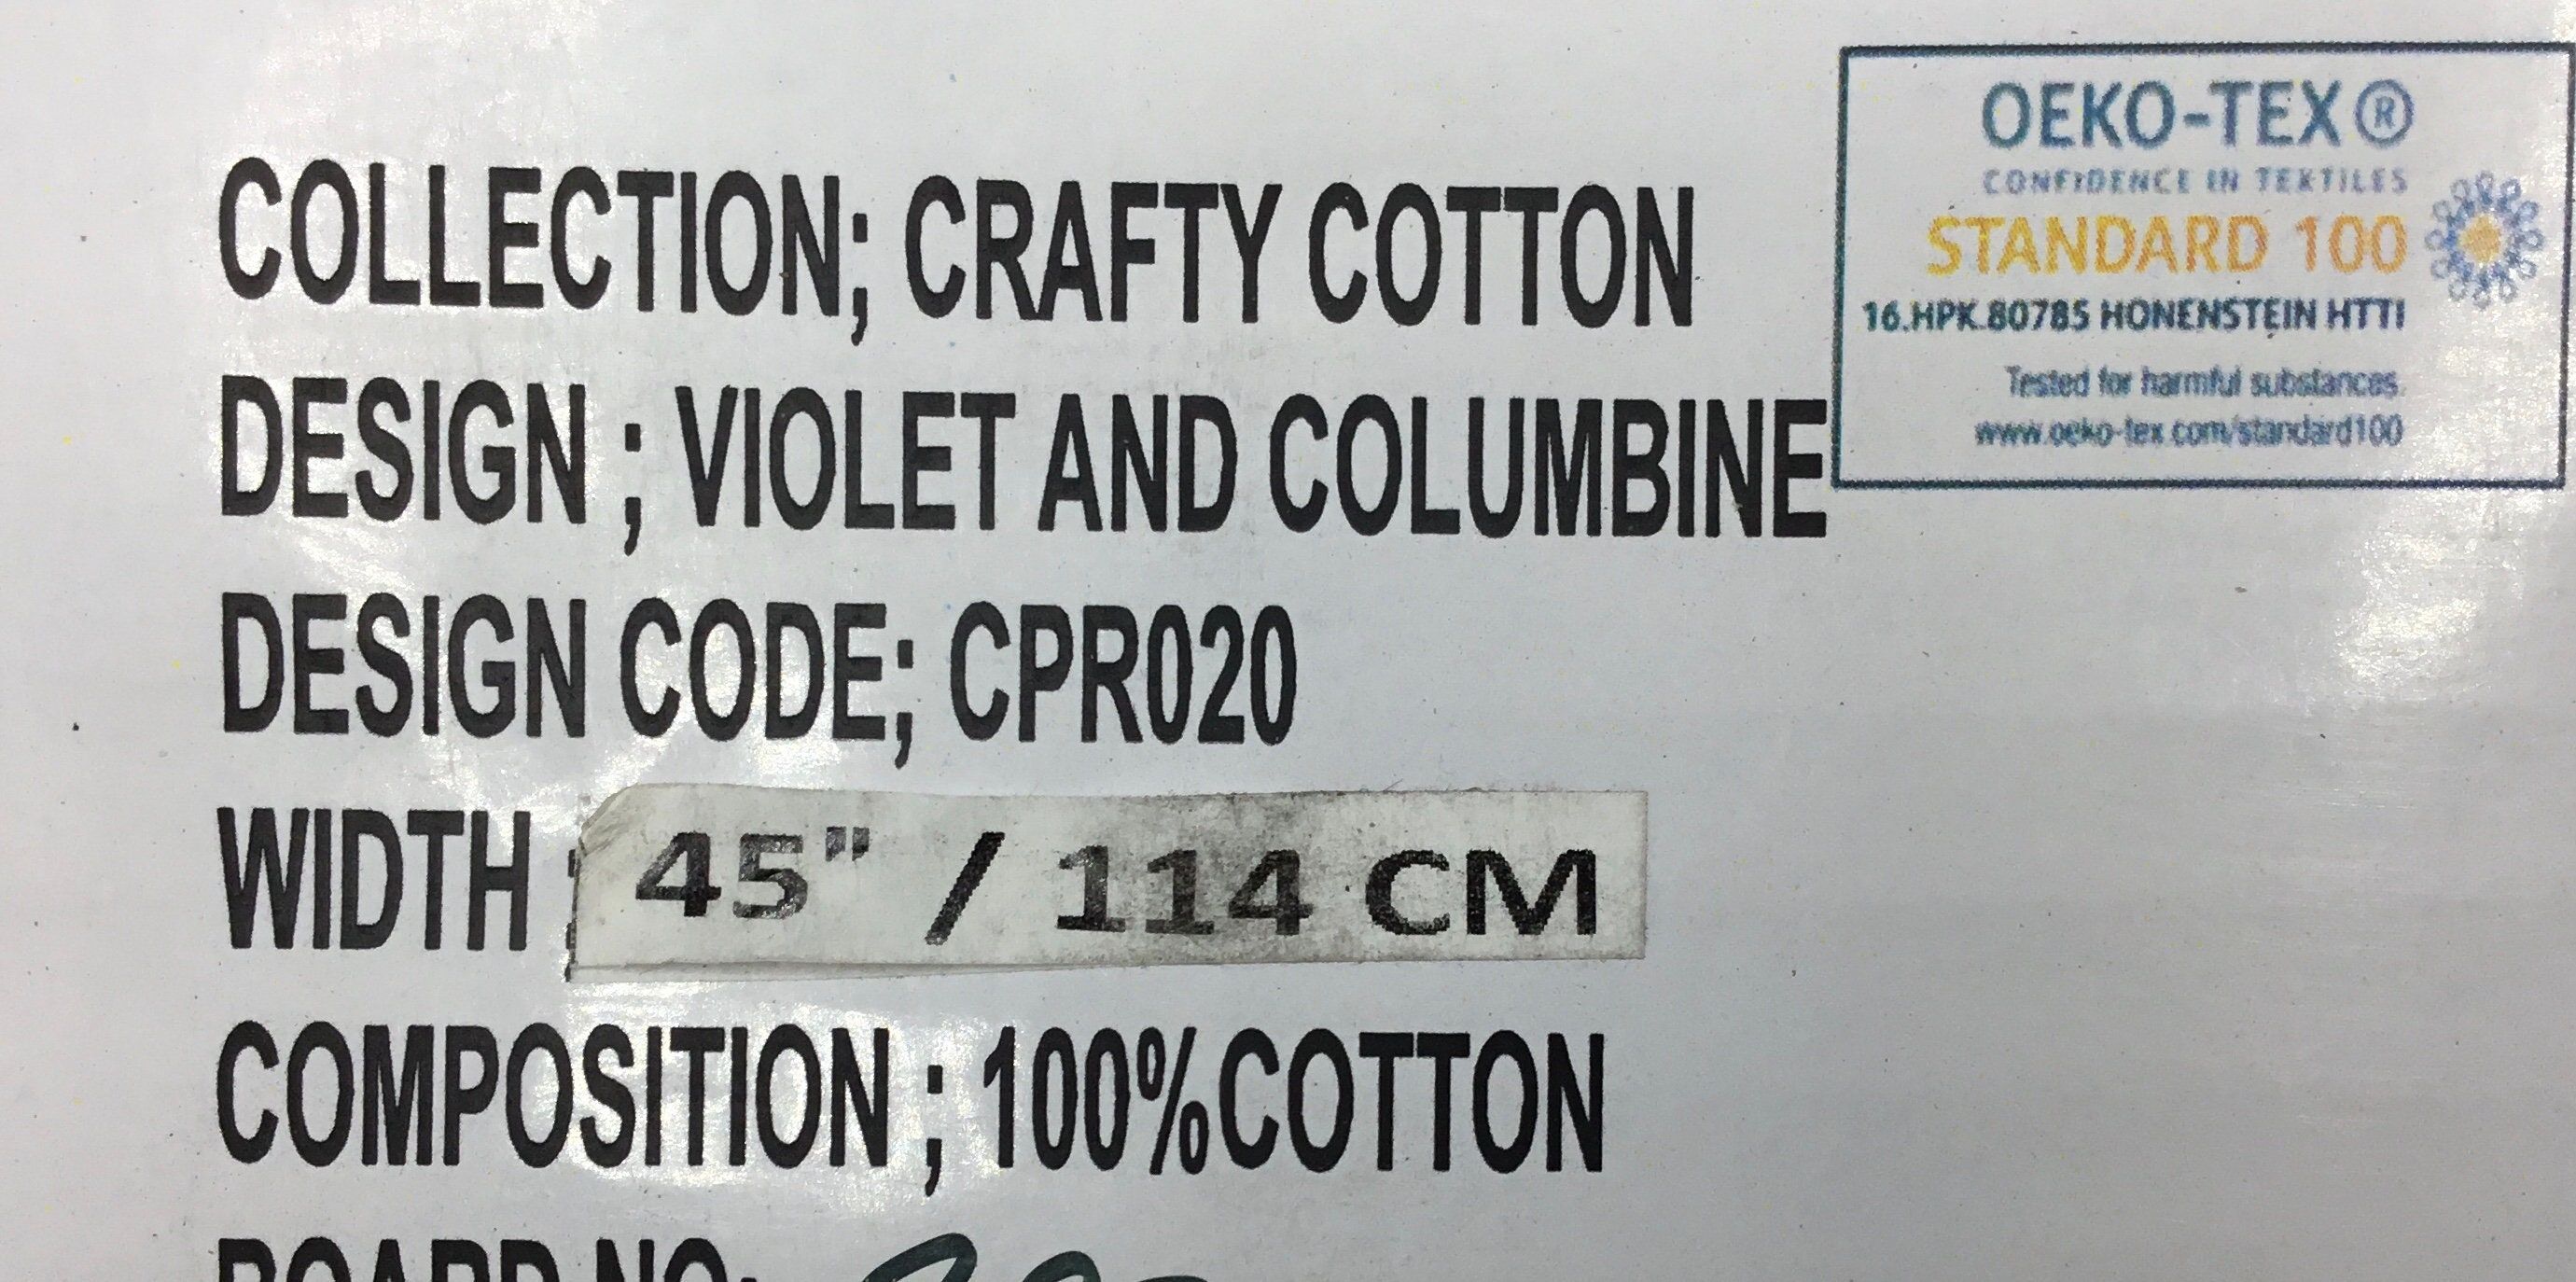 OEKO-TEX®
CONFIDENCE IN TEXTILES
STANDARD 100
16.HPK.80785 HONENSTEIN HTTI
Tested for harmful substances.
www.oeko-tex.com/standard100
COLLECTION; CRAFTY COTTON
DESIGN ; VIOLET AND COLUMBINE
DESIGN CODE; CPR020
WIDTH ; 45" / 114 CM
COMPOSITION ; 100%COTTON
BOARD NO: